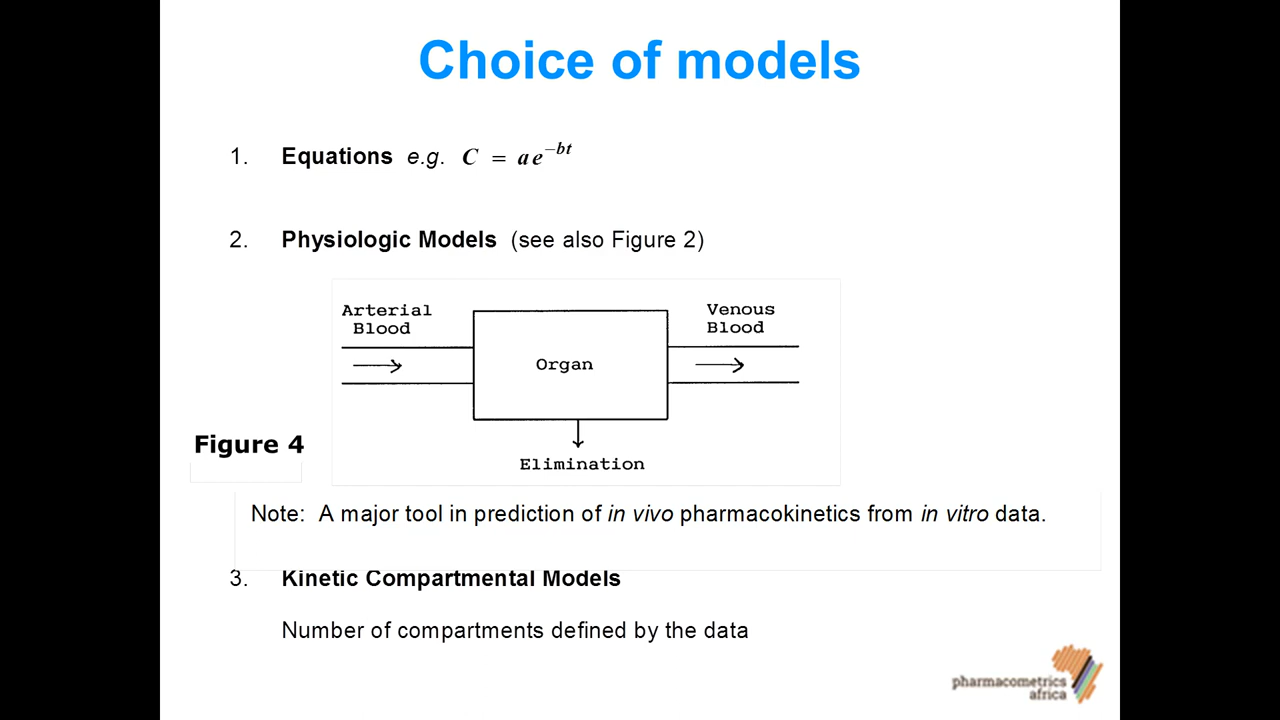 Choice of models
1. Equations e.g. C = ae^{-bt}
2. Physiologic Models (see also Figure 2)
Arterial Blood
Venous Blood
Organ
Figure 4
Elimination
Note: A major tool in prediction of in vivo pharmacokinetics from in vitro data.
3. Kinetic Compartmental Models
Number of compartments defined by the data
pharmacometrics
africa